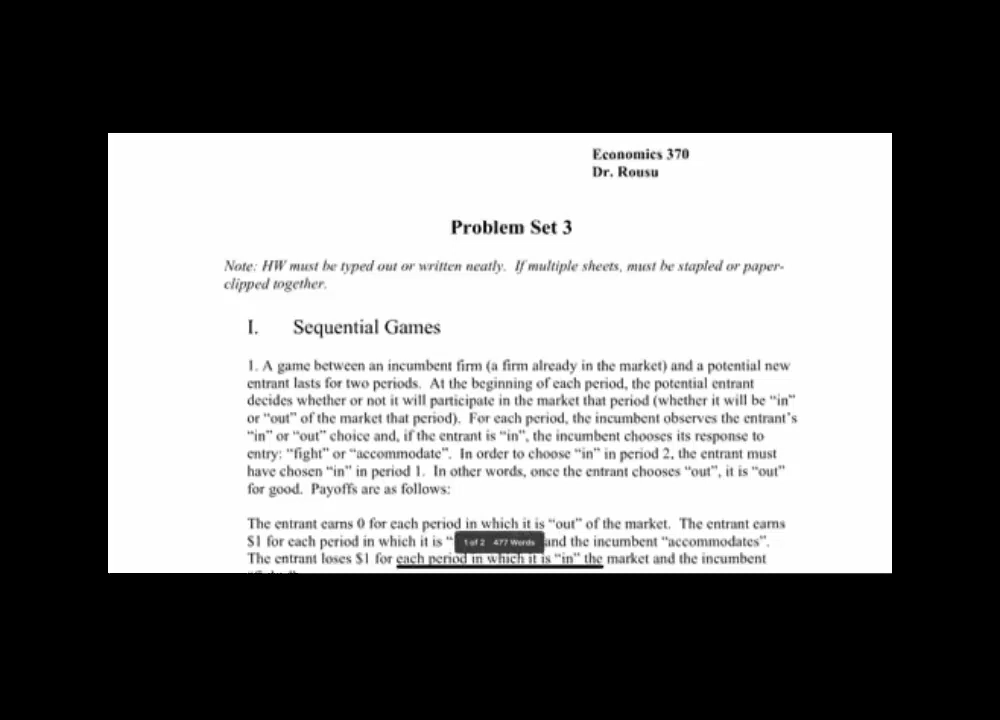 Economics 370
Dr. Rousu
Problem Set 3
Note: HW must be typed out or written neatly. If multiple sheets, must be stapled or paper-
clipped together.
I. Sequential Games
1. A game between an incumbent firm (a firm already in the market) and a potential new
entrant lasts for two periods. At the beginning of each period, the potential entrant
decides whether or not it will participate in the market that period (whether it will be “in”
or “out” of the market that period). For each period, the incumbent observes the entrant’s
“in” or “out” choice and, if the entrant is “in”, the incumbent chooses its response to
entry: “fight” or “accommodate”. In order to choose “in” in period 2, the entrant must
have chosen “in” in period 1. In other words, once the entrant chooses “out”, it is “out”
for good. Payoffs are as follows:
The entrant earns 0 for each period in which it is “out” of the market. The entrant earns
$1 for each period in which it is “ and the incumbent “accommodates”.
1 of 2 477 Words
The entrant loses $1 for each period in which it is “in” the market and the incumbent